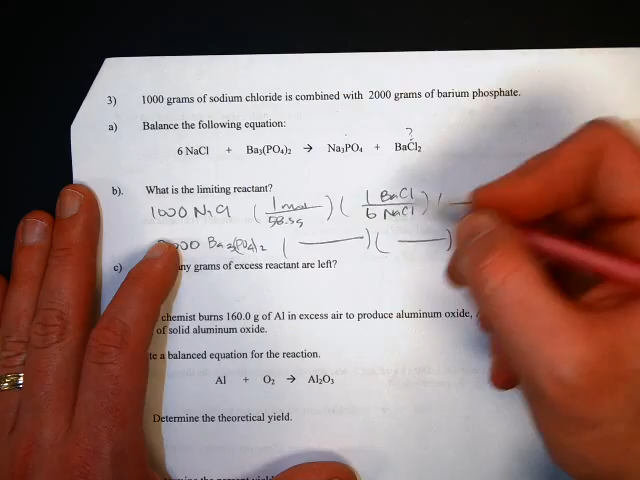 3) 1000 grams of sodium chloride is combined with 2000 grams of barium phosphate.
a) Balance the following equation:
?
6 NaCl + Ba₃(PO₄)₂ → Na₃PO₄ + BaCl₂
b). What is the limiting reactant?
1000 NaCl ( 1 mol / 58.5g ) ( 1 BaCl / 6 NaCl ) (
000 Ba₃(PO₄)₂ ( ) ( )
c) ny grams of excess reactant are left?
chemist burns 160.0 g of Al in excess air to produce aluminum oxide,
of solid aluminum oxide.
te a balanced equation for the reaction.
Al + O₂ → Al₂O₃
Determine the theoretical yield.